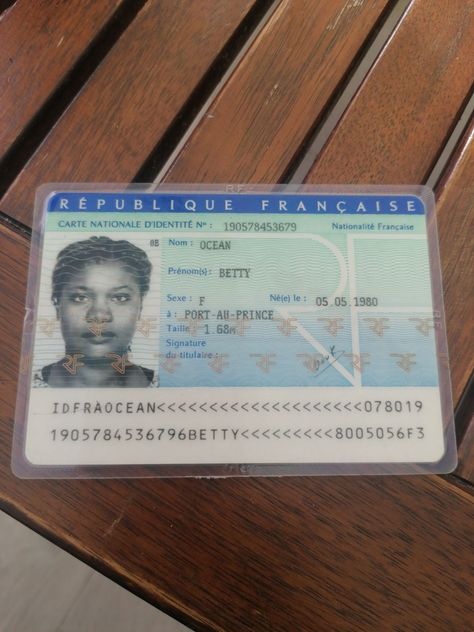 RF
RÉPUBLIQUE FRANÇAISE
CARTE NATIONALE D'IDENTITÉ N° : 190578453679 Nationalité Française
Nom : OCEAN
Prénom(s) : BETTY
Sexe : F Né(e) le : 05.05.1980
à : PORT-AU-PRINCE
Taille : 1.68M
Signature
du titulaire :
IDFRAOCEAN<<<<<<<<<<<<<<<<<<<<078019
1905784536796BETTY<<<<<<<<<8005056F3